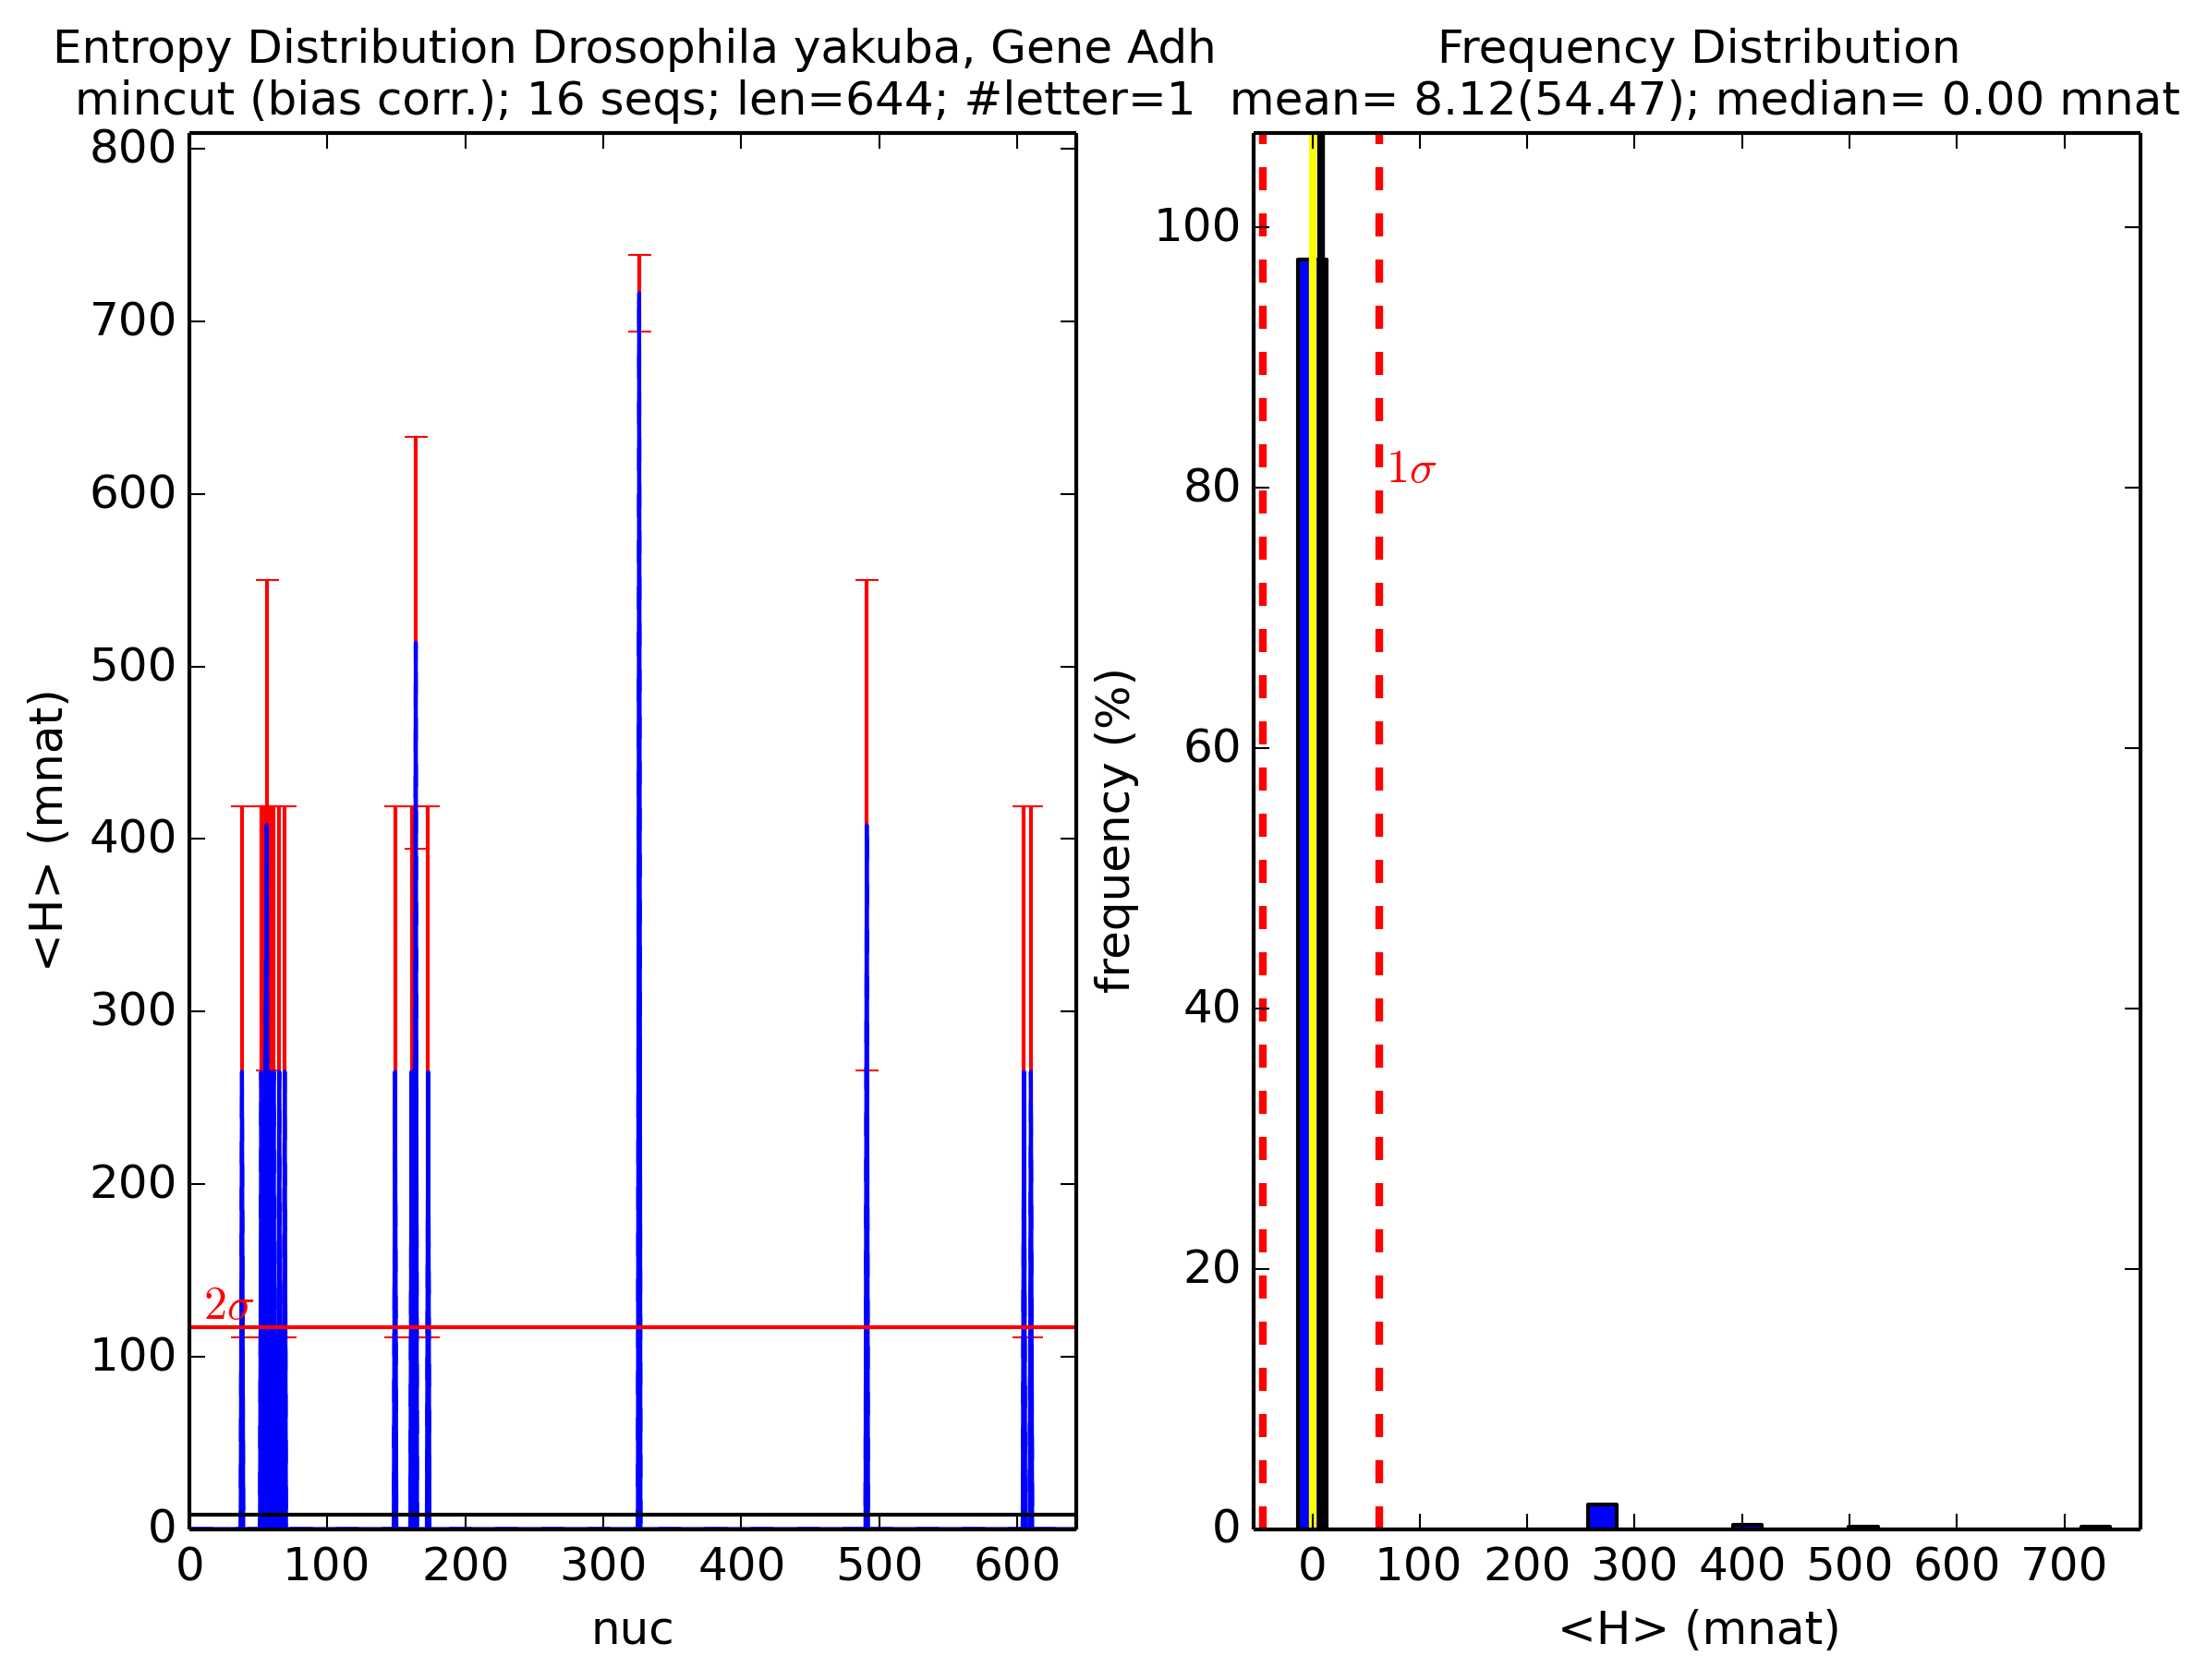 Entropy Distribution Drosophila yakuba, Gene Adh
mincut (bias corr.); 16 seqs; len=644; #letter=1
800
700
600
500
400
300
200
100
0
<H> (mnat)
2σ
0 100 200 300 400 500 600
nuc
Frequency Distribution
mean= 8.12(54.47); median= 0.00 mnat
100
80
60
40
20
0
frequency (%)
1σ
0 100 200 300 400 500 600 700
<H> (mnat)